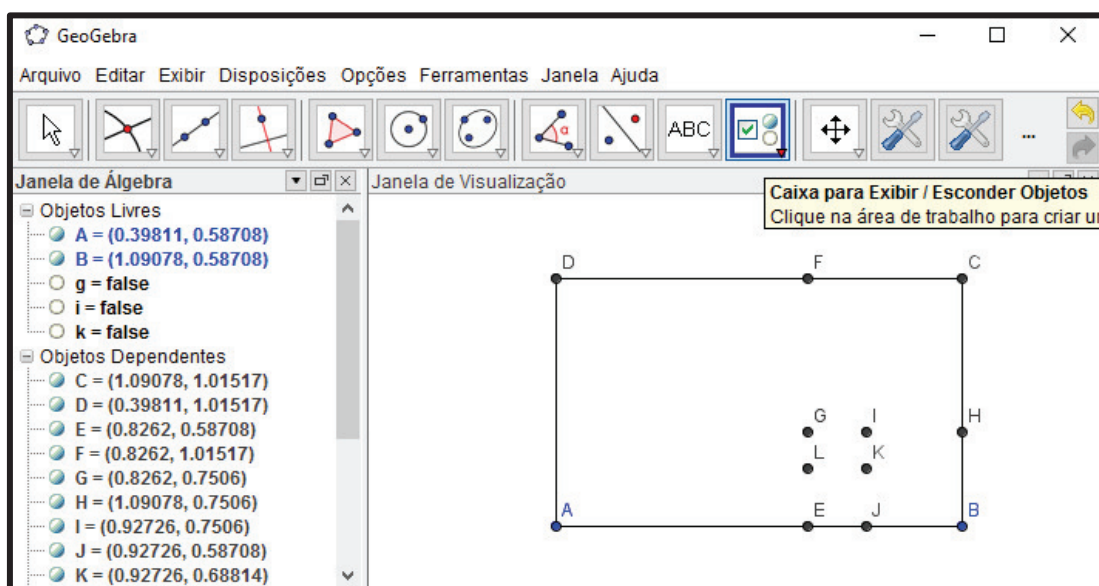 GeoGebra
Arquivo Editar Exibir Disposições Opções Ferramentas Janela Ajuda
α
ABC
...
Janela de Álgebra
Janela de Visualização
Caixa para Exibir / Esconder Objetos
Clique na área de trabalho para criar
Objetos Livres
A = (0.39811, 0.58708)
B = (1.09078, 0.58708)
g = false
i = false
k = false
Objetos Dependentes
C = (1.09078, 1.01517)
D = (0.39811, 1.01517)
E = (0.8262, 0.58708)
F = (0.8262, 1.01517)
G = (0.8262, 0.7506)
H = (1.09078, 0.7506)
I = (0.92726, 0.7506)
J = (0.92726, 0.58708)
K = (0.92726, 0.68814)
D F C
G I H
L K
A E J B